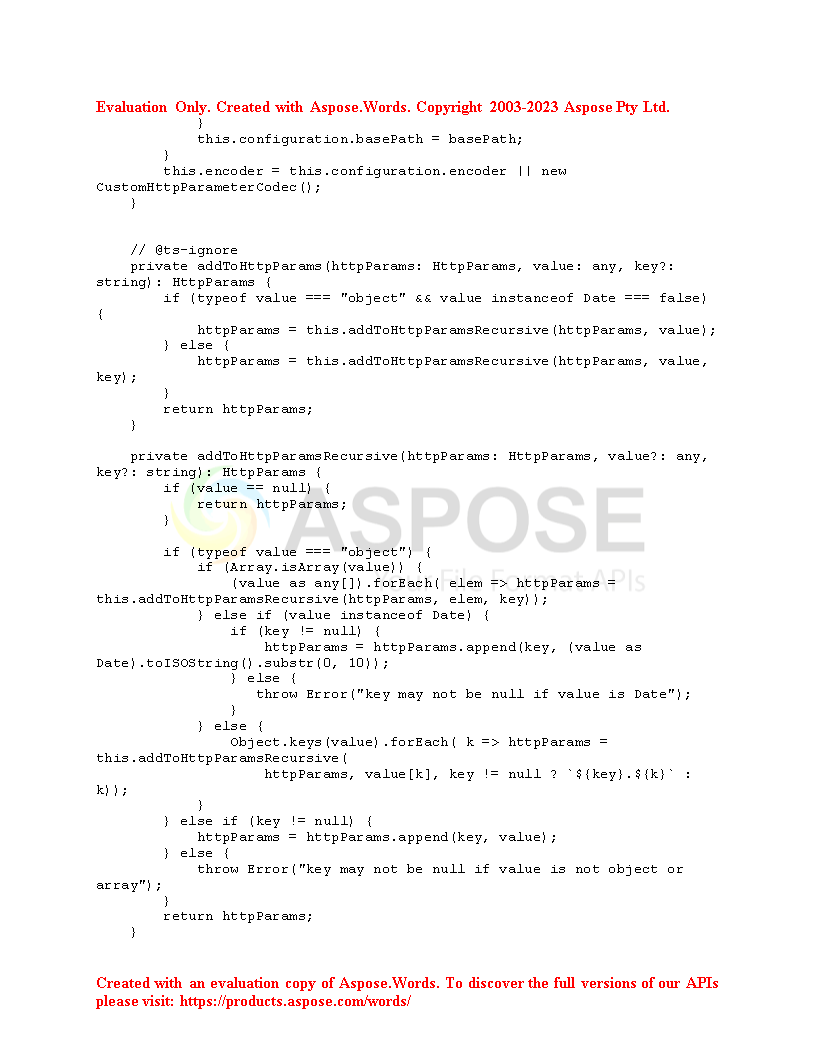 Evaluation Only. Created with Aspose.Words. Copyright 2003-2023 Aspose Pty Ltd.
            }
            this.configuration.basePath = basePath;
        }
        this.encoder = this.configuration.encoder || new
CustomHttpParameterCodec();
    }
    // @ts-ignore
    private addToHttpParams(httpParams: HttpParams, value: any, key?:
string): HttpParams {
        if (typeof value === "object" && value instanceof Date === false)
{
            httpParams = this.addToHttpParamsRecursive(httpParams, value);
        } else {
            httpParams = this.addToHttpParamsRecursive(httpParams, value,
key);
        }
        return httpParams;
    }
    private addToHttpParamsRecursive(httpParams: HttpParams, value?: any,
key?: string): HttpParams {
        if (value == null) {
            return httpParams;
        }
ASPOSE
        if (typeof value === "object") {
            if (Array.isArray(value)) {
                (value as any[]).forEach( elem => httpParams =
File Format APIs
this.addToHttpParamsRecursive(httpParams, elem, key));
            } else if (value instanceof Date) {
                if (key != null) {
                    httpParams = httpParams.append(key, (value as
Date).toISOString().substr(0, 10));
                } else {
                   throw Error("key may not be null if value is Date");
                }
            } else {
                Object.keys(value).forEach( k => httpParams =
this.addToHttpParamsRecursive(
                    httpParams, value[k], key != null ? `${key}.${k}` :
k));
            }
        } else if (key != null) {
            httpParams = httpParams.append(key, value);
        } else {
            throw Error("key may not be null if value is not object or
array");
        }
        return httpParams;
    }
Created with an evaluation copy of Aspose.Words. To discover the full versions of our APIs
please visit: https://products.aspose.com/words/